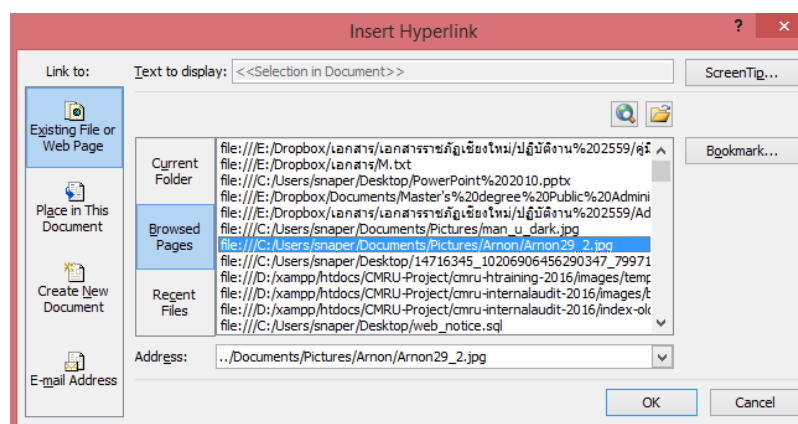 Insert Hyperlink
?
×
Link to:
Text to display: <<Selection in Document>>
ScreenTip...
Existing File or
Web Page
Place in This
Document
Create New
Document
E-mail Address
Current
Folder
Browsed
Pages
Recent
Files
file:///E:/Dropbox/เอกสาร/เอกสารราชภัฏเชียงใหม่/ปฏิบัติงาน%202559/คู่มื
file:///E:/Dropbox/เอกสาร/M.txt
file:///C:/Users/snaper/Desktop/PowerPoint%202010.pptx
file:///E:/Dropbox/Documents/Master's%20degree%20Public%20Admini
file:///E:/Dropbox/เอกสาร/เอกสารราชภัฏเชียงใหม่/ปฏิบัติงาน%202559/Ad
file:///C:/Users/snaper/Documents/Pictures/man_u_dark.jpg
file:///C:/Users/snaper/Documents/Pictures/Arnon/Arnon29_2.jpg
file:///C:/Users/snaper/Desktop/14716345_10206906456290347_79971
file:///D:/xampp/htdocs/CMRU-Project/cmru-htraining-2016/images/temp
file:///D:/xampp/htdocs/CMRU-Project/cmru-internalaudit-2016/images/b
file:///D:/xampp/htdocs/CMRU-Project/cmru-internalaudit-2016/index-old
file:///C:/Users/snaper/Desktop/web_notice.sql
Bookmark...
Address: ../Documents/Pictures/Arnon/Arnon29_2.jpg
OK
Cancel